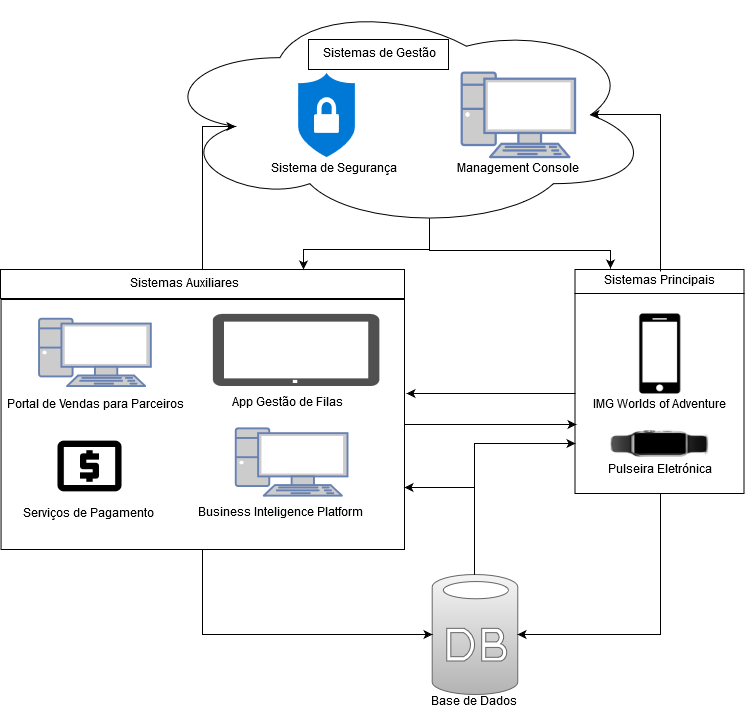 Sistemas de Gestão
Sistema de Segurança
Management Console
Sistemas Auxiliares
Sistemas Principais
Portal de Vendas para Parceiros
App Gestão de Filas
IMG Worlds of Adventure
$
Pulseira Eletrónica
Serviços de Pagamento
Business Inteligence Platform
DB
Base de Dados